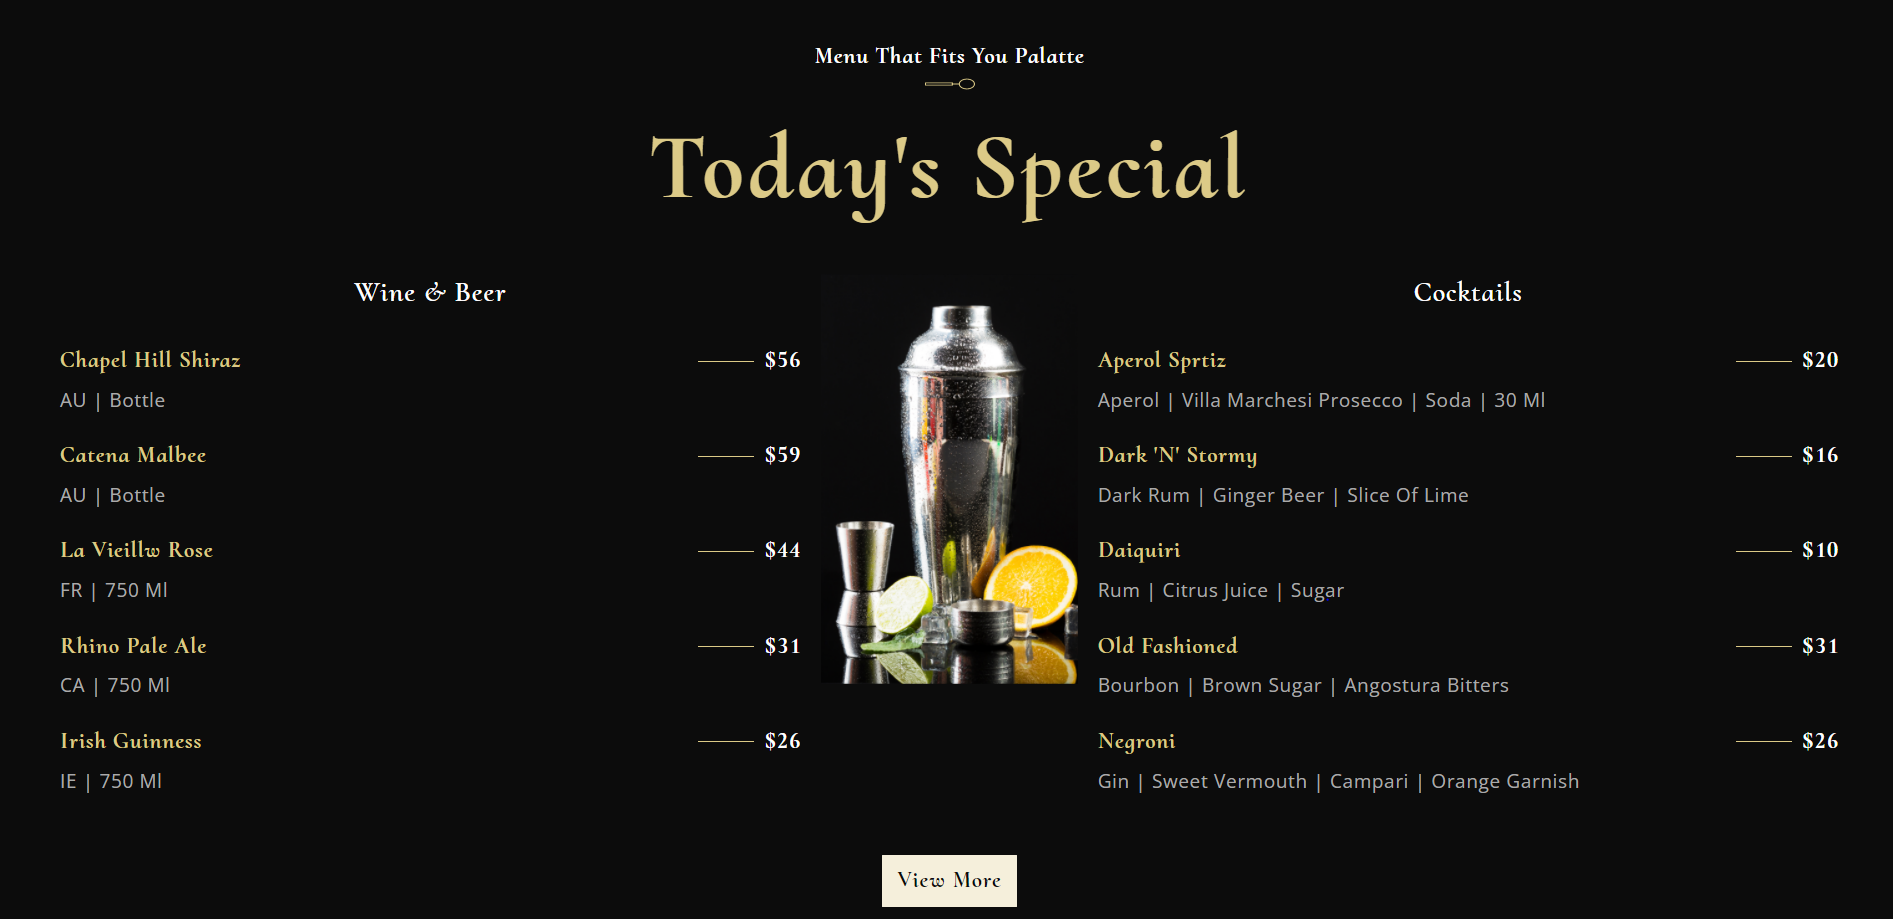 Menu That Fits You Palatte
Today's Special
Wine & Beer
Chapel Hill Shiraz $56
AU | Bottle
Catena Malbee $59
AU | Bottle
La Vieillw Rose $44
FR | 750 Ml
Rhino Pale Ale $31
CA | 750 Ml
Irish Guinness $26
IE | 750 Ml
Cocktails
Aperol Sprtiz $20
Aperol | Villa Marchesi Prosecco | Soda | 30 Ml
Dark 'N' Stormy $16
Dark Rum | Ginger Beer | Slice Of Lime
Daiquiri $10
Rum | Citrus Juice | Sugar
Old Fashioned $31
Bourbon | Brown Sugar | Angostura Bitters
Negroni $26
Gin | Sweet Vermouth | Campari | Orange Garnish
View More